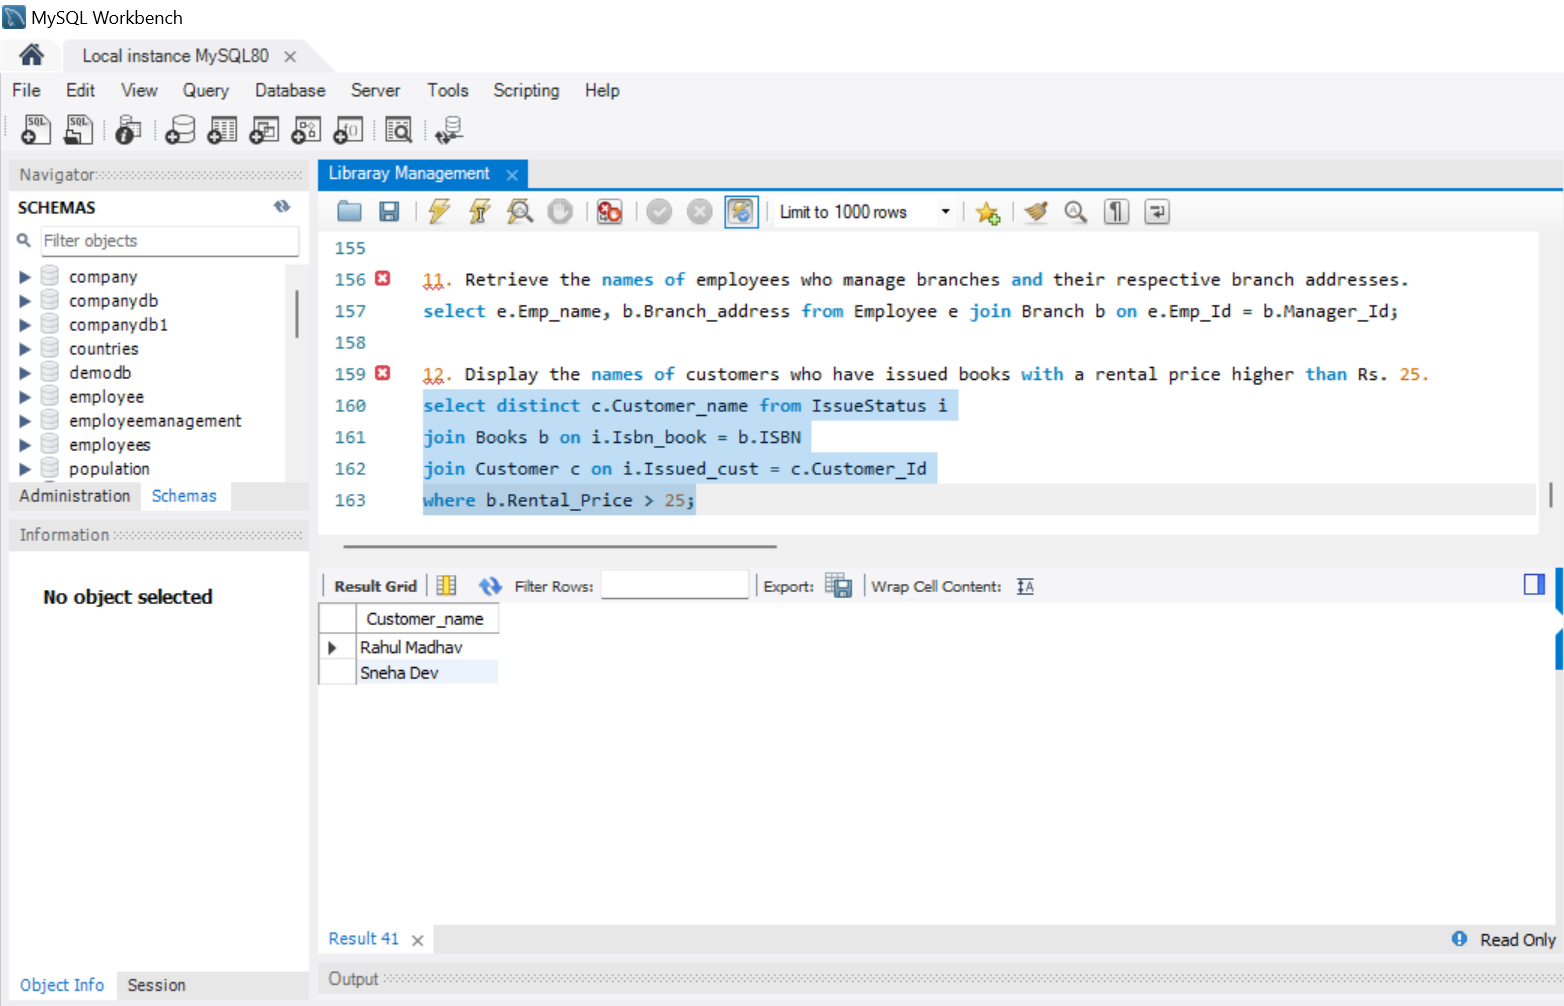 MySQL Workbench
Local instance MySQL80
File Edit View Query Database Server Tools Scripting Help
SQL SQL
Navigator
SCHEMAS
Filter objects
company
companydb
companydb1
countries
demodb
employee
employeemanagement
employees
population
Administration Schemas
Information
No object selected
Object Info Session
Libraray Management
Limit to 1000 rows
155
156 11. Retrieve the names of employees who manage branches and their respective branch addresses.
157 select e.Emp_name, b.Branch_address from Employee e join Branch b on e.Emp_Id = b.Manager_Id;
158
159 12. Display the names of customers who have issued books with a rental price higher than Rs. 25.
160 select distinct c.Customer_name from IssueStatus i
161 join Books b on i.Isbn_book = b.ISBN
162 join Customer c on i.Issued_cust = c.Customer_Id
163 where b.Rental_Price > 25;
Result Grid Filter Rows: Export: Wrap Cell Content:
Customer_name
Rahul Madhav
Sneha Dev
Result 41 Read Only
Output